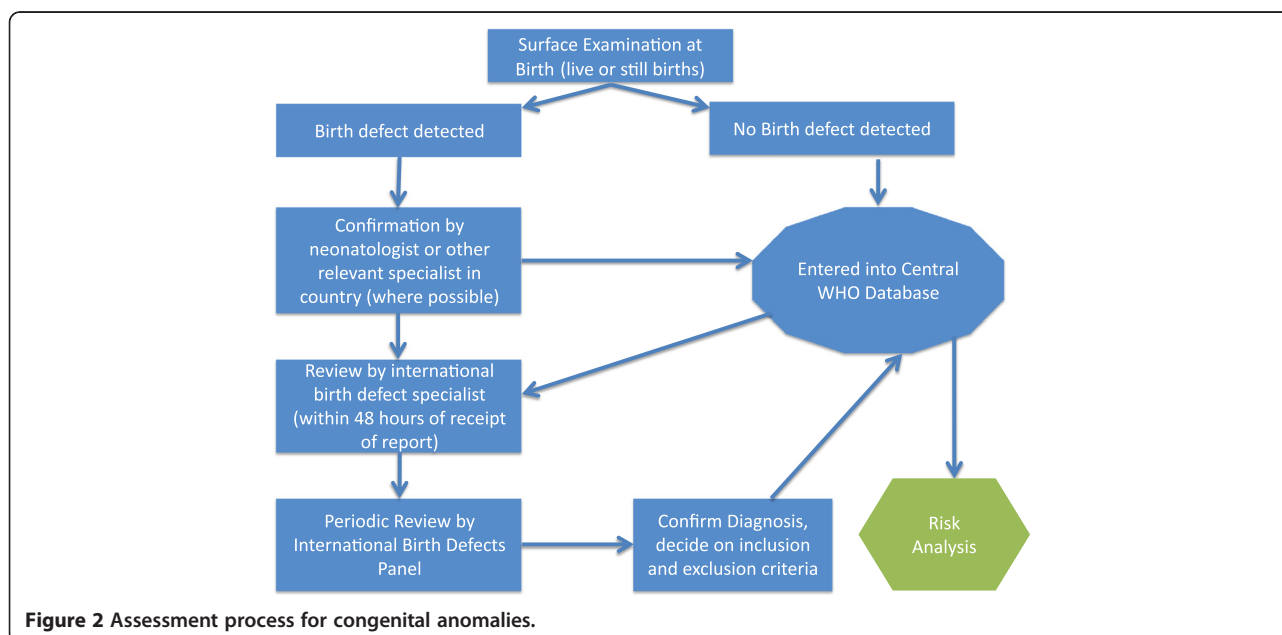 Surface Examination at
Birth (live or still births)
Birth defect detected
No Birth defect detected
Confirmation by
neonatologist or other
relevant specialist in
country (where possible)
Entered into Central
WHO Database
Review by international
birth defect specialist
(within 48 hours of receipt
of report)
Periodic Review by
International Birth Defects
Panel
Confirm Diagnosis,
decide on inclusion
and exclusion criteria
Risk
Analysis
Figure 2 Assessment process for congenital anomalies.